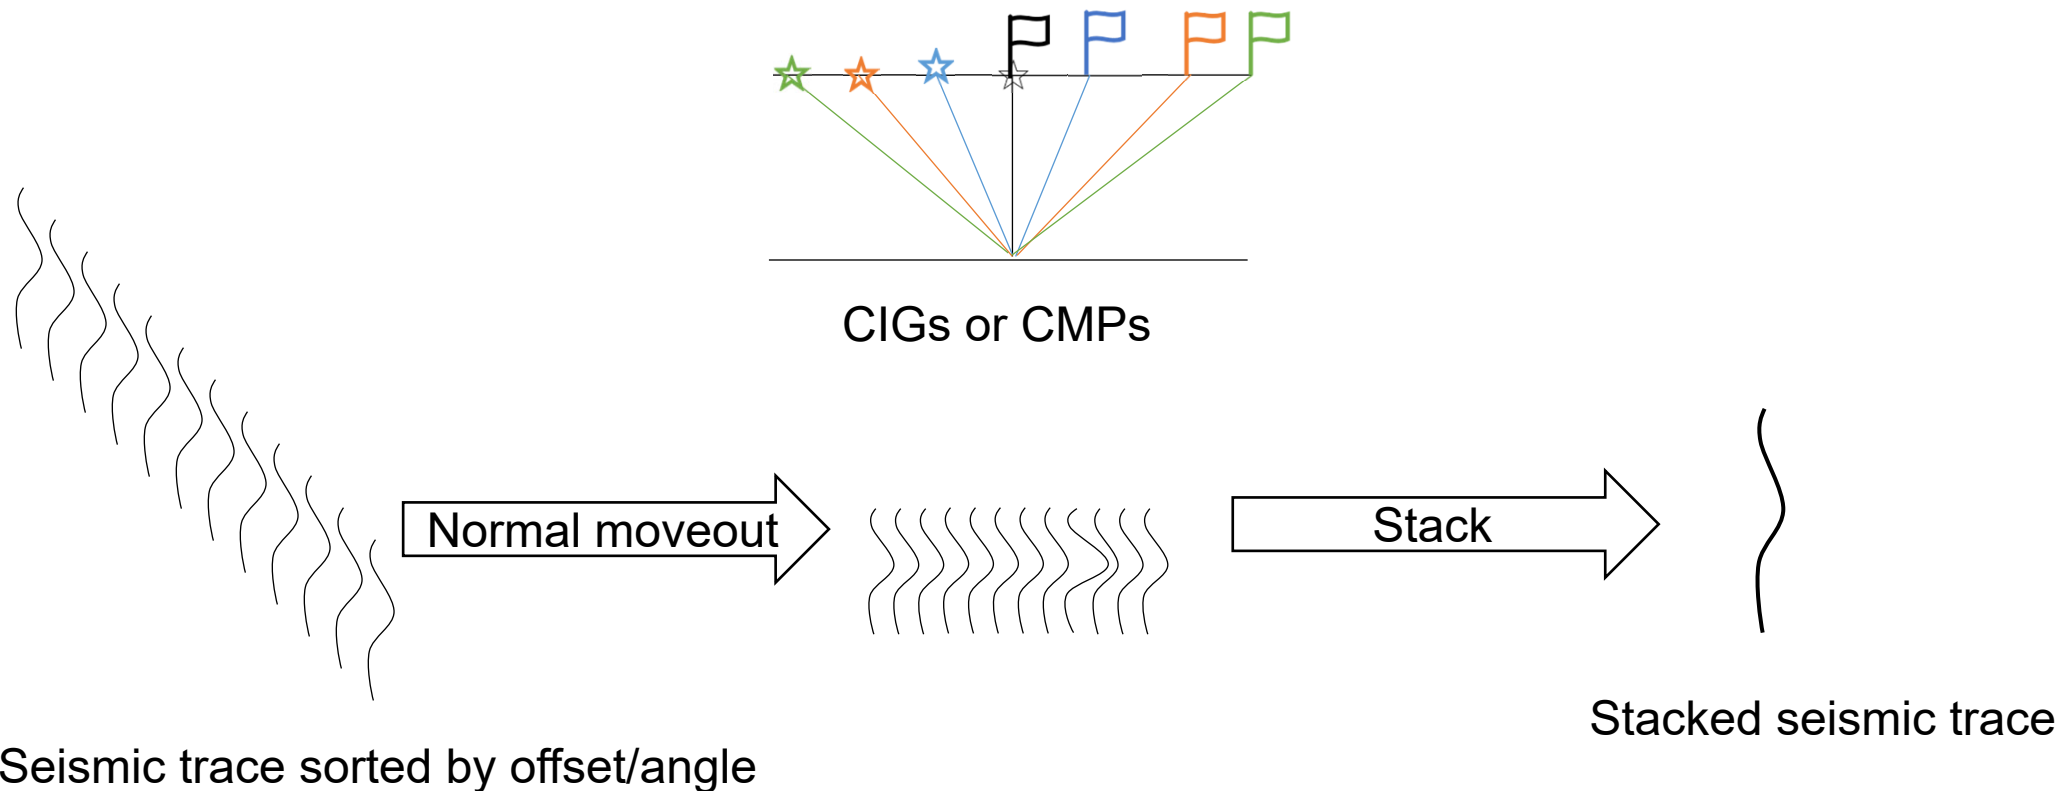 CIGs or CMPs
Normal moveout
Stack
Stacked seismic trace
Seismic trace sorted by offset/angle